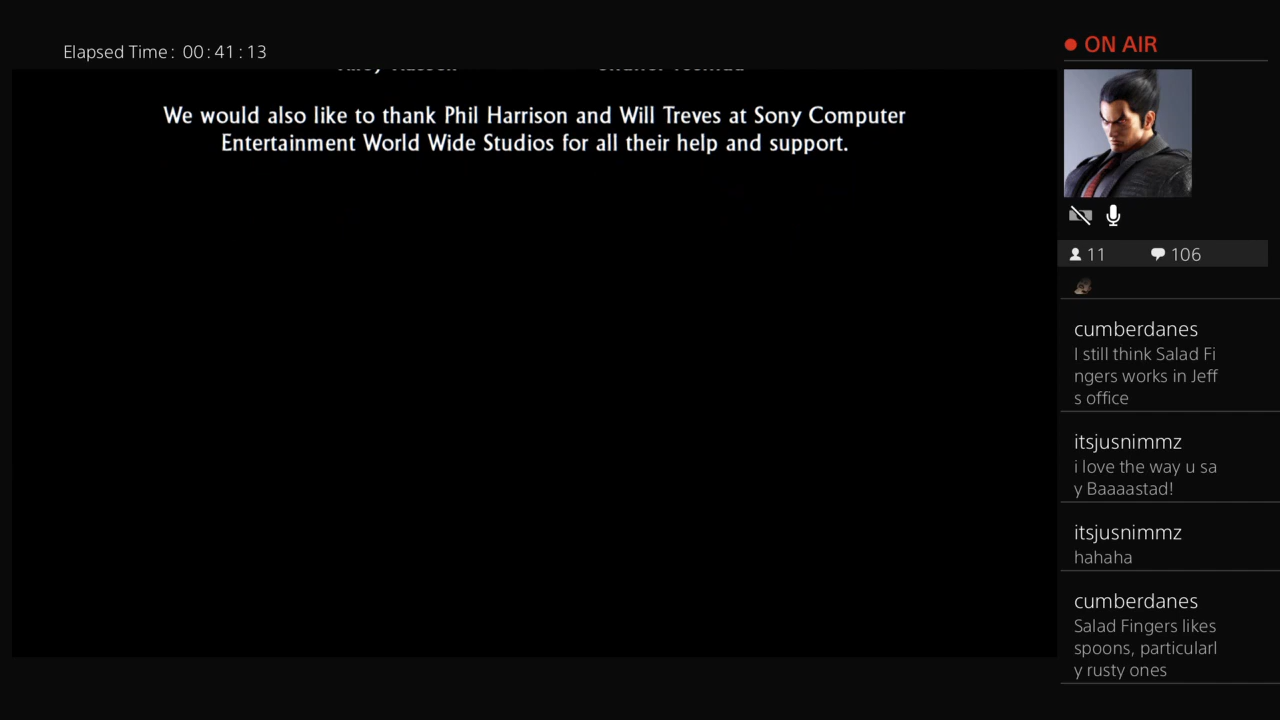 Elapsed Time: 00:41:13
ON AIR
We would also like to thank Phil Harrison and Will Treves at Sony Computer
Entertainment World Wide Studios for all their help and support.
11 106
cumberdanes
I still think Salad Fi
ngers works in Jeff
s office
itsjusnimmz
i love the way u sa
y Baaaastad!
itsjusnimmz
hahaha
cumberdanes
Salad Fingers likes
spoons, particularl
y rusty ones